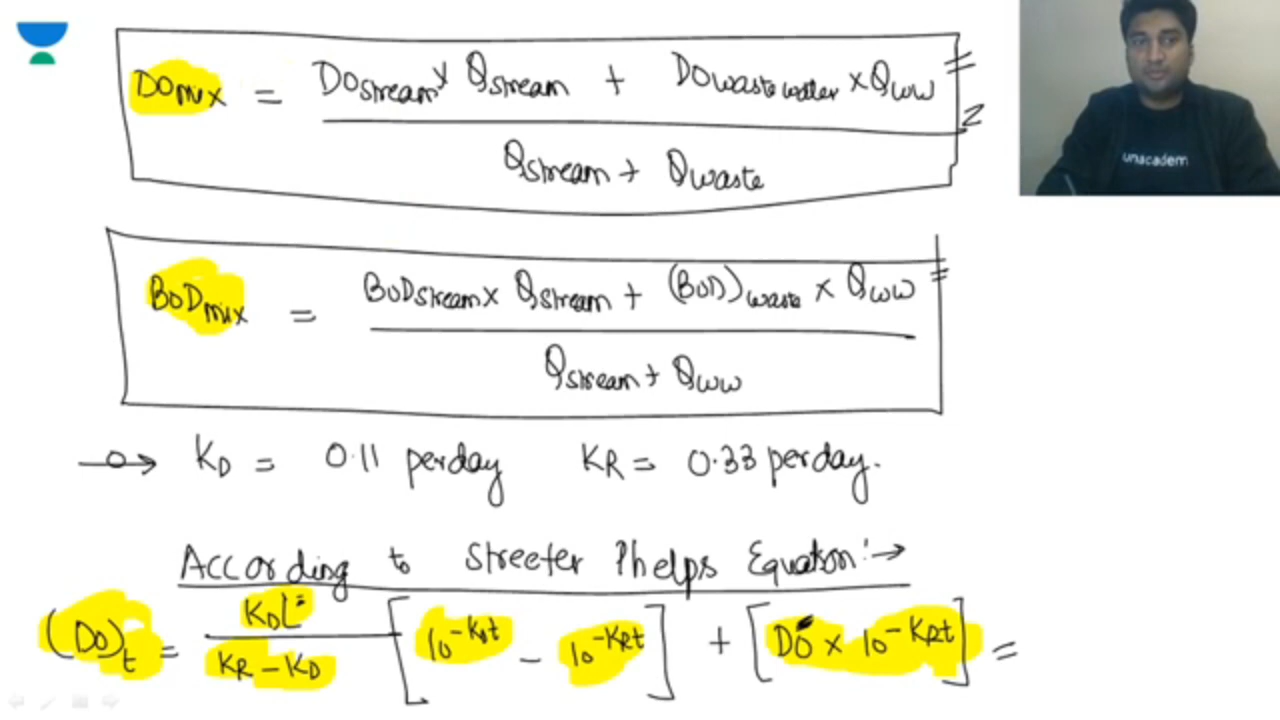 DOmix = DOstream x Qstream + DOwastewater x QWW
Qstream + Qwaste
unacadem
BODmix = BODstream x Qstream + (BOD)waste x QWW
Qstream + QWW
KD = 0.11 perday KR = 0.33 perday.
According to Streeter Phelps Equation:→
(DO)t = KDL [10^-KDt - 10^-KRt] + [DO x 10^-KRt] =
KR - KD